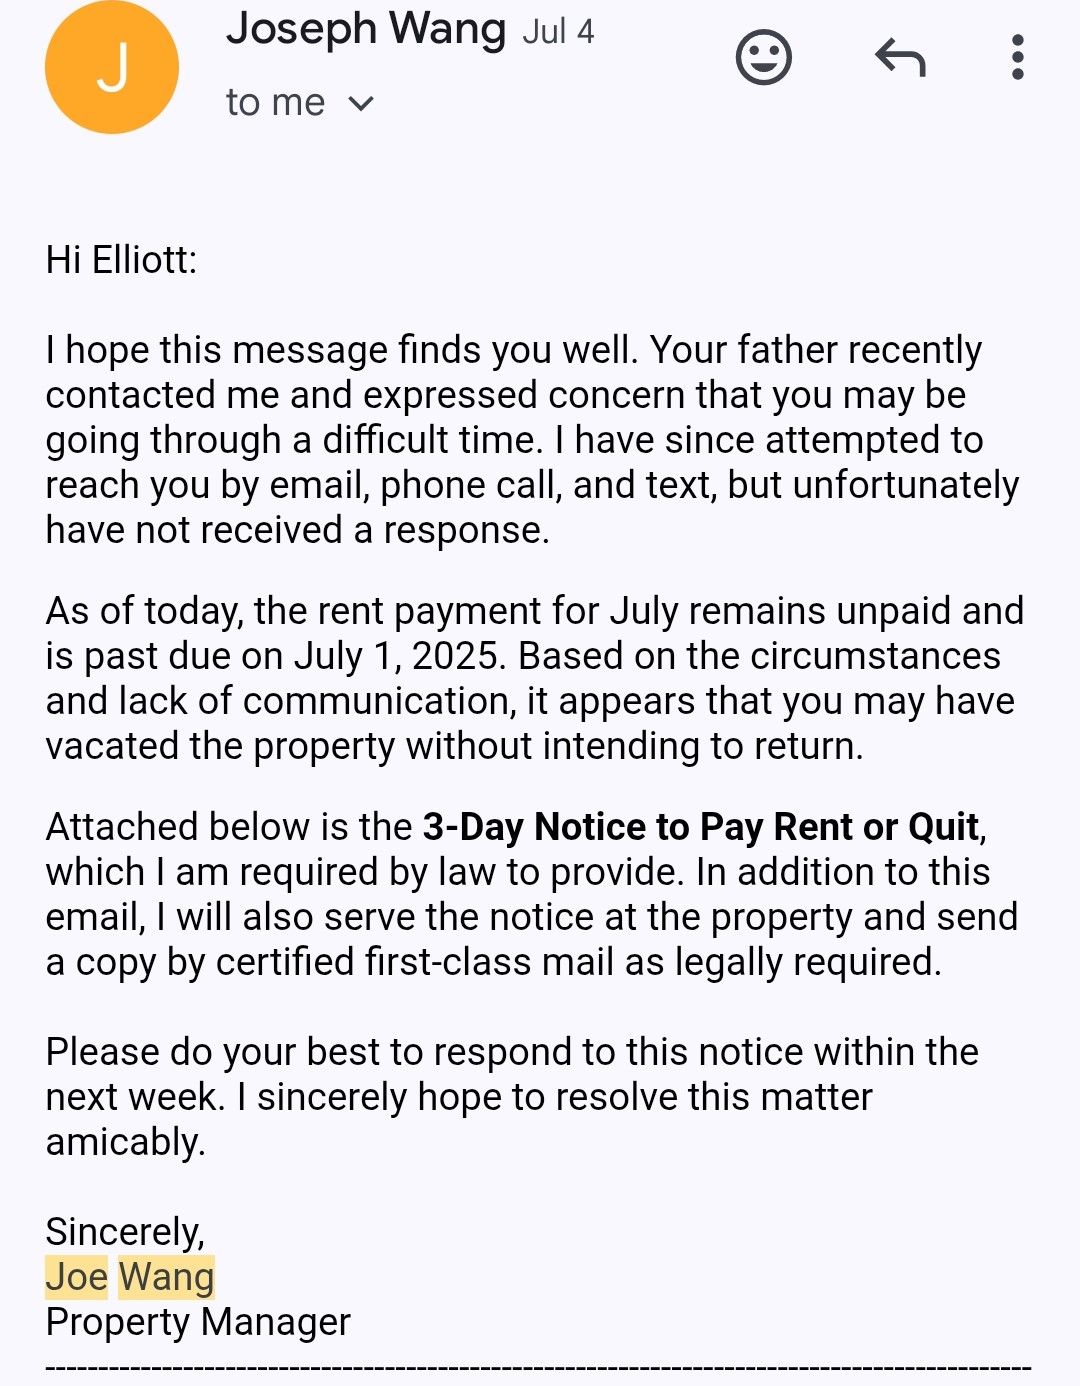 J
Joseph Wang Jul 4
to me
Hi Elliott:
I hope this message finds you well. Your father recently
contacted me and expressed concern that you may be
going through a difficult time. I have since attempted to
reach you by email, phone call, and text, but unfortunately
have not received a response.
As of today, the rent payment for July remains unpaid and
is past due on July 1, 2025. Based on the circumstances
and lack of communication, it appears that you may have
vacated the property without intending to return.
Attached below is the 3-Day Notice to Pay Rent or Quit,
which I am required by law to provide. In addition to this
email, I will also serve the notice at the property and send
a copy by certified first-class mail as legally required.
Please do your best to respond to this notice within the
next week. I sincerely hope to resolve this matter
amicably.
Sincerely,
Joe Wang
Property Manager
--------------------------------------------------------------------------------